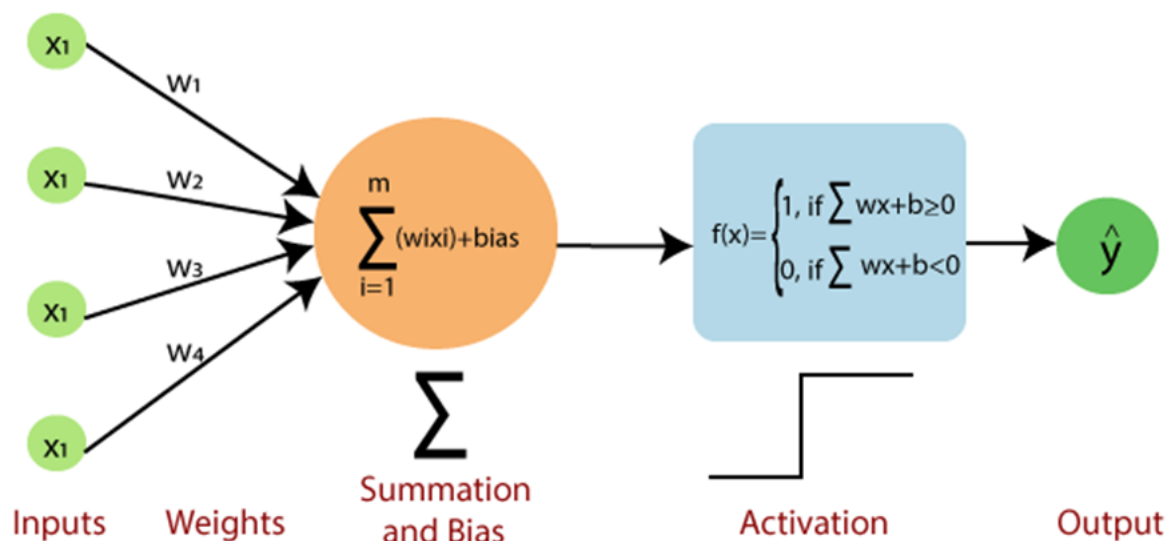 x1
w1
x1
w2
x1
w3
x1
w4
m
∑(wixi)+bias
i=1
f(x)={
1, if ∑ wx+b≥0
0, if ∑ wx+b<0
ŷ
∑
Inputs
Weights
Summation
and Bias
Activation
Output